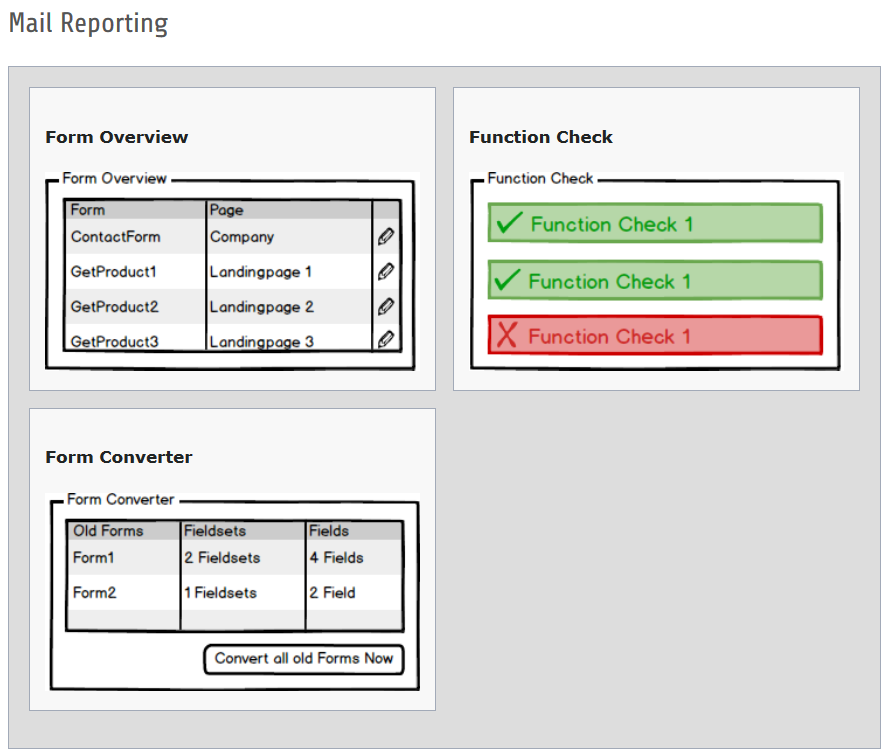 Mail Reporting
Form Overview
Form Overview
Form Page
ContactForm Company
GetProduct1 Landingpage 1
GetProduct2 Landingpage 2
GetProduct3 Landingpage 3
Function Check
Function Check
Function Check 1
Function Check 1
Function Check 1
Form Converter
Form Converter
Old Forms Fieldsets Fields
Form1 2 Fieldsets 4 Fields
Form2 1 Fieldsets 2 Field
Convert all old Forms Now